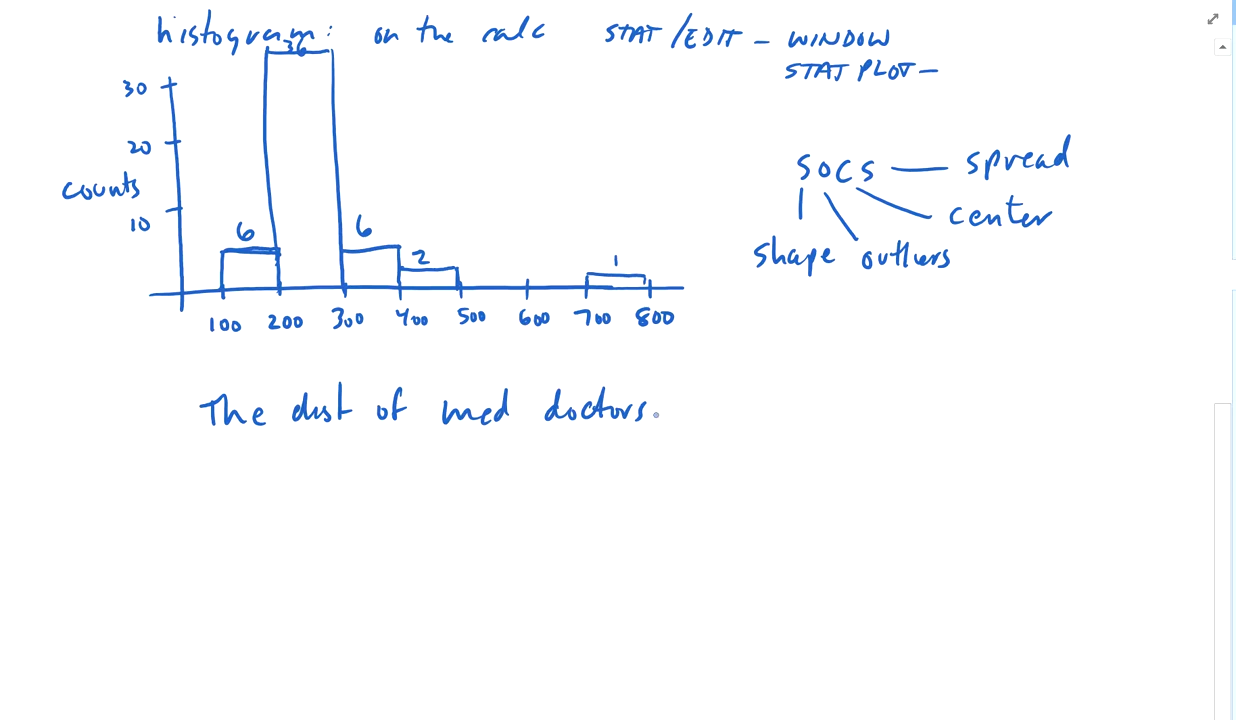 histogram: on the calc STAT/EDIT - WINDOW
STAT PLOT -
36
30
20
counts
10
6 6 2 1
100 200 300 400 500 600 700 800
SOCS spread
center
shape outliers
The dist of med doctors.